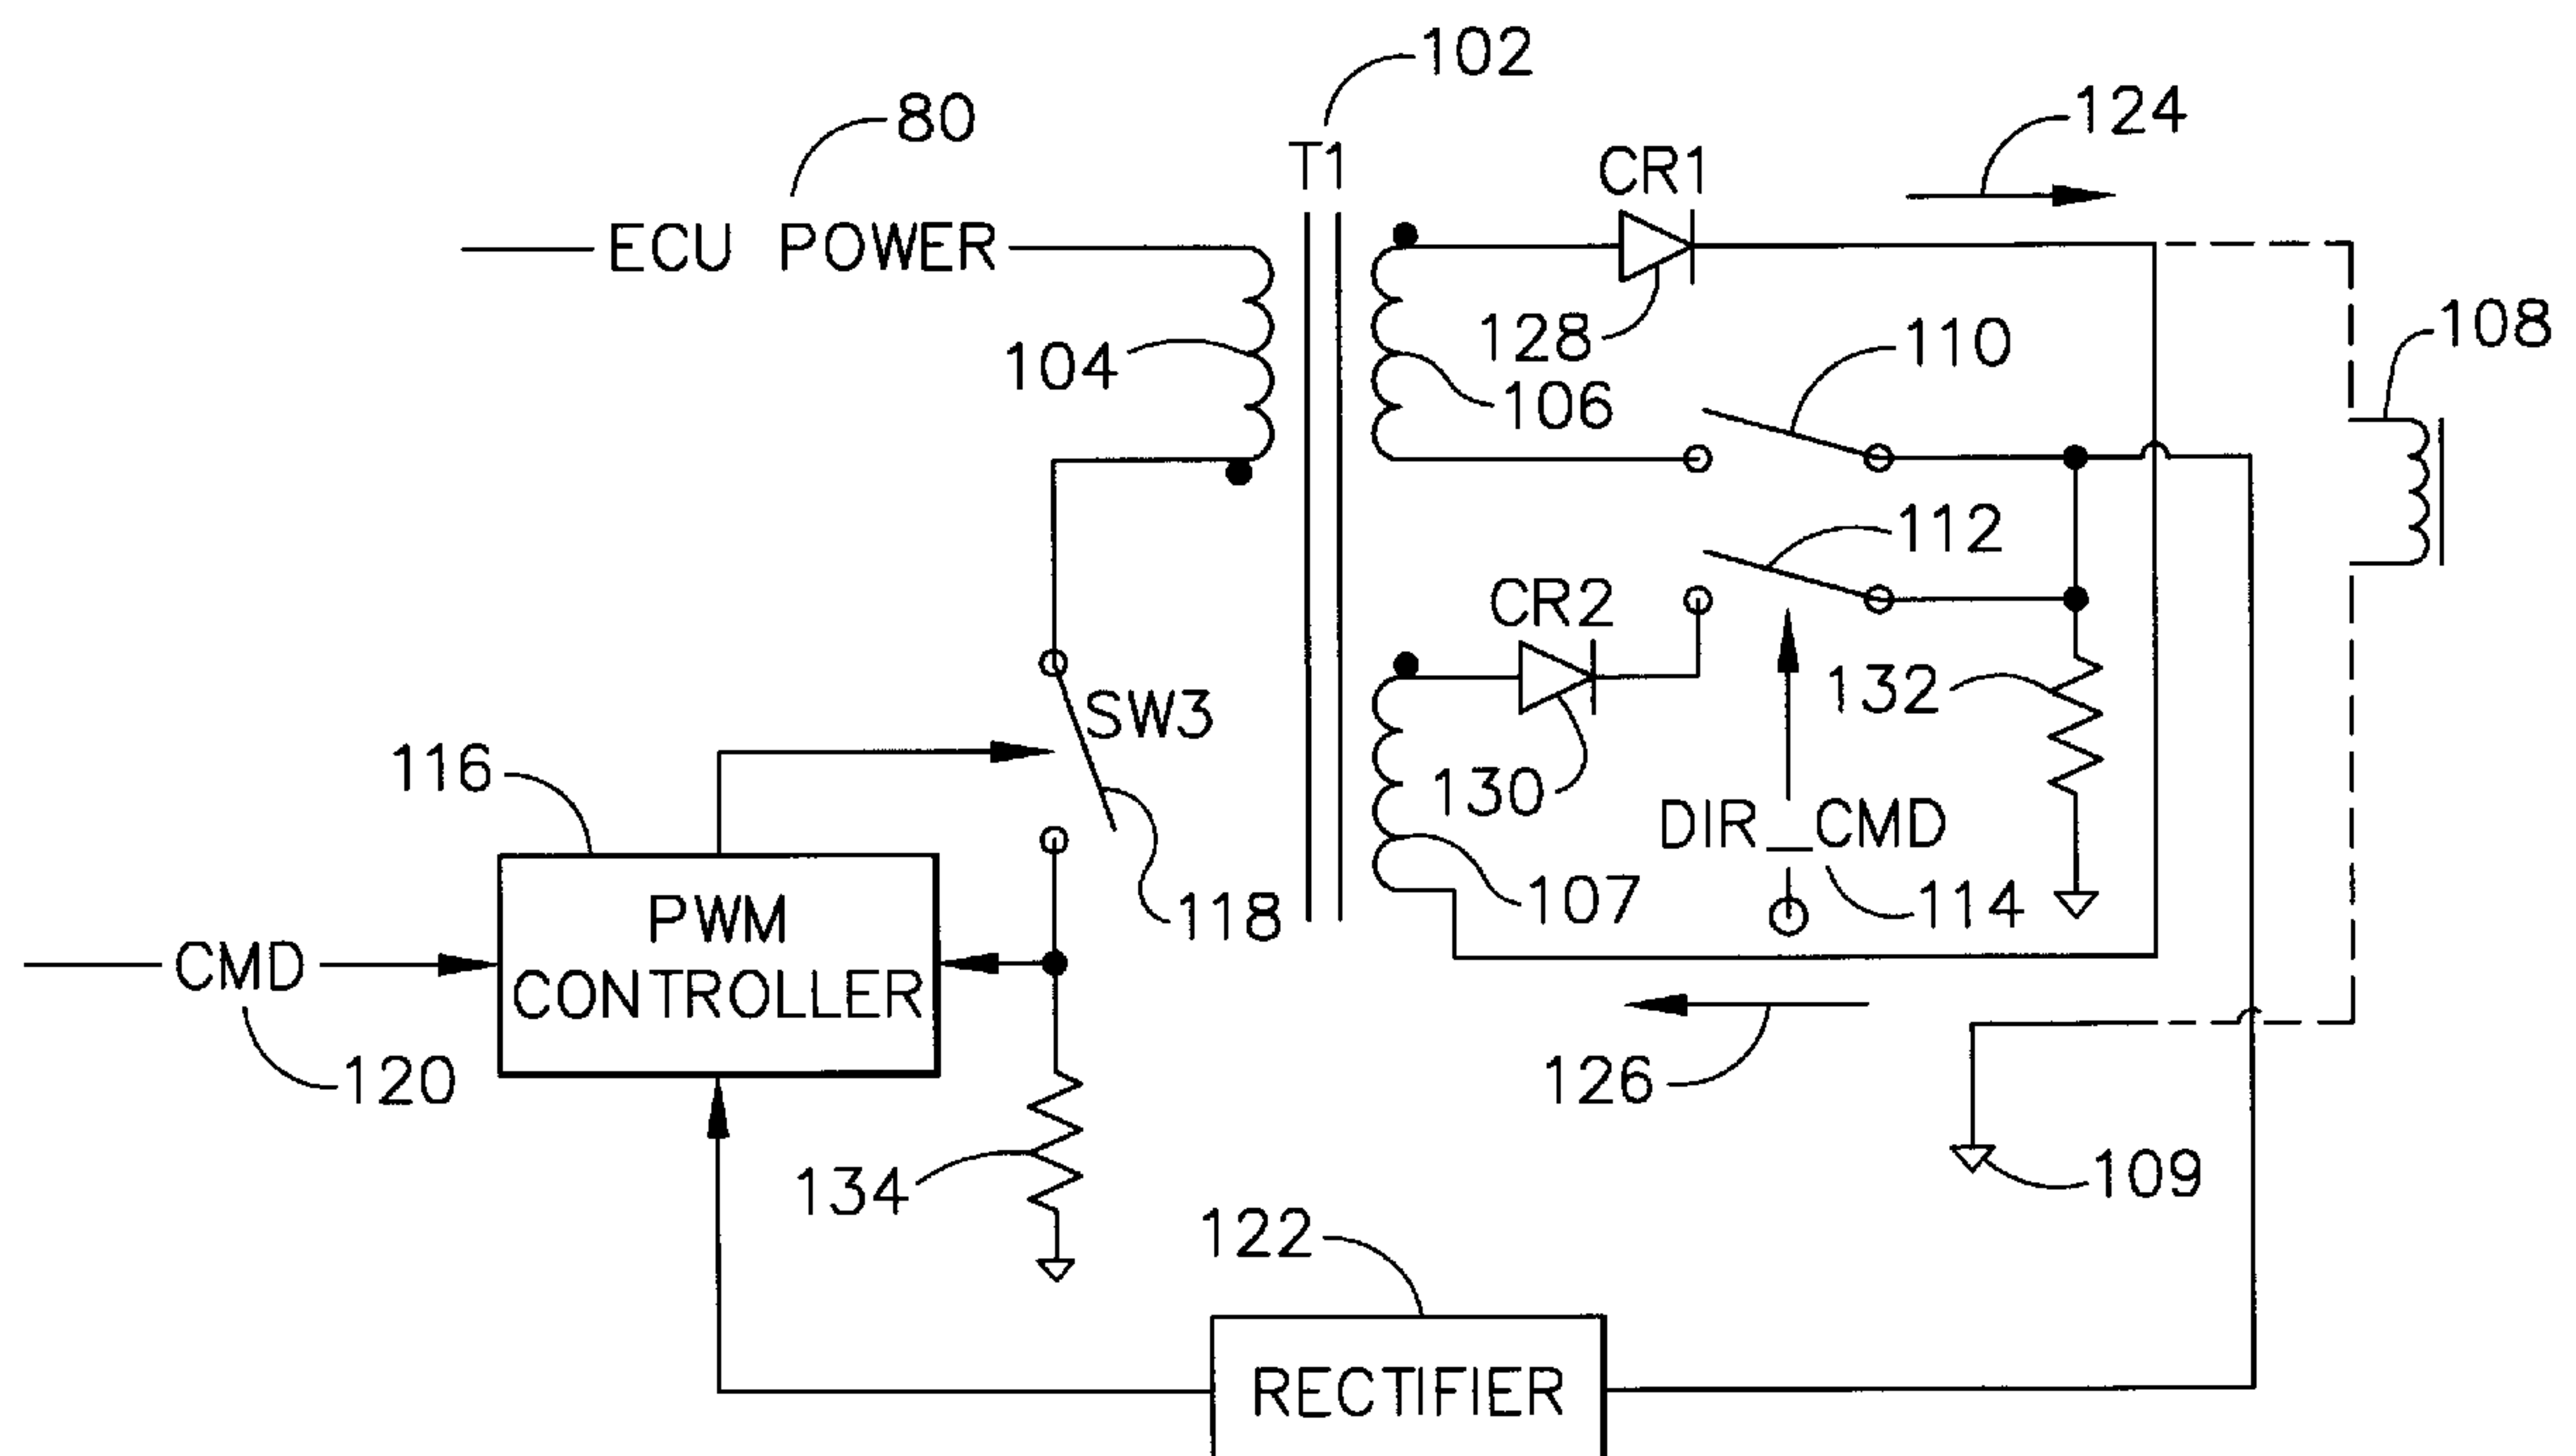 102
80
124
T1
CR1
ECU POWER
108
128
110
104
106
112
CR2
132
SW3
116
130
DIR_CMD
107
114
118
PWM
CONTROLLER
CMD
120
126
134
109
122
RECTIFIER